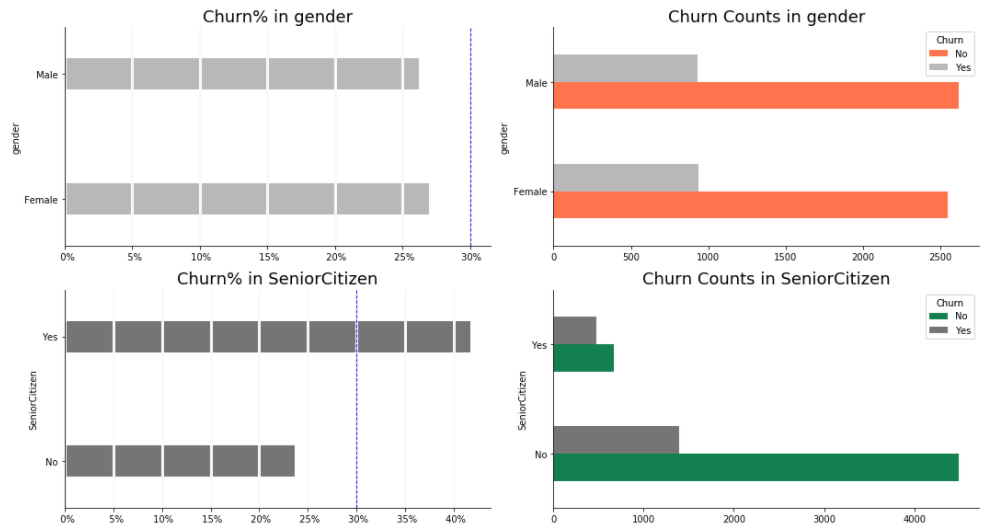 Churn% in gender
Male
Female
gender
0% 5% 10% 15% 20% 25% 30%
Churn Counts in gender
Churn
No
Yes
Male
Female
gender
0 500 1000 1500 2000 2500
Churn% in SeniorCitizen
Yes
No
SeniorCitizen
0% 5% 10% 15% 20% 25% 30% 35% 40%
Churn Counts in SeniorCitizen
Churn
No
Yes
Yes
No
SeniorCitizen
0 1000 2000 3000 4000